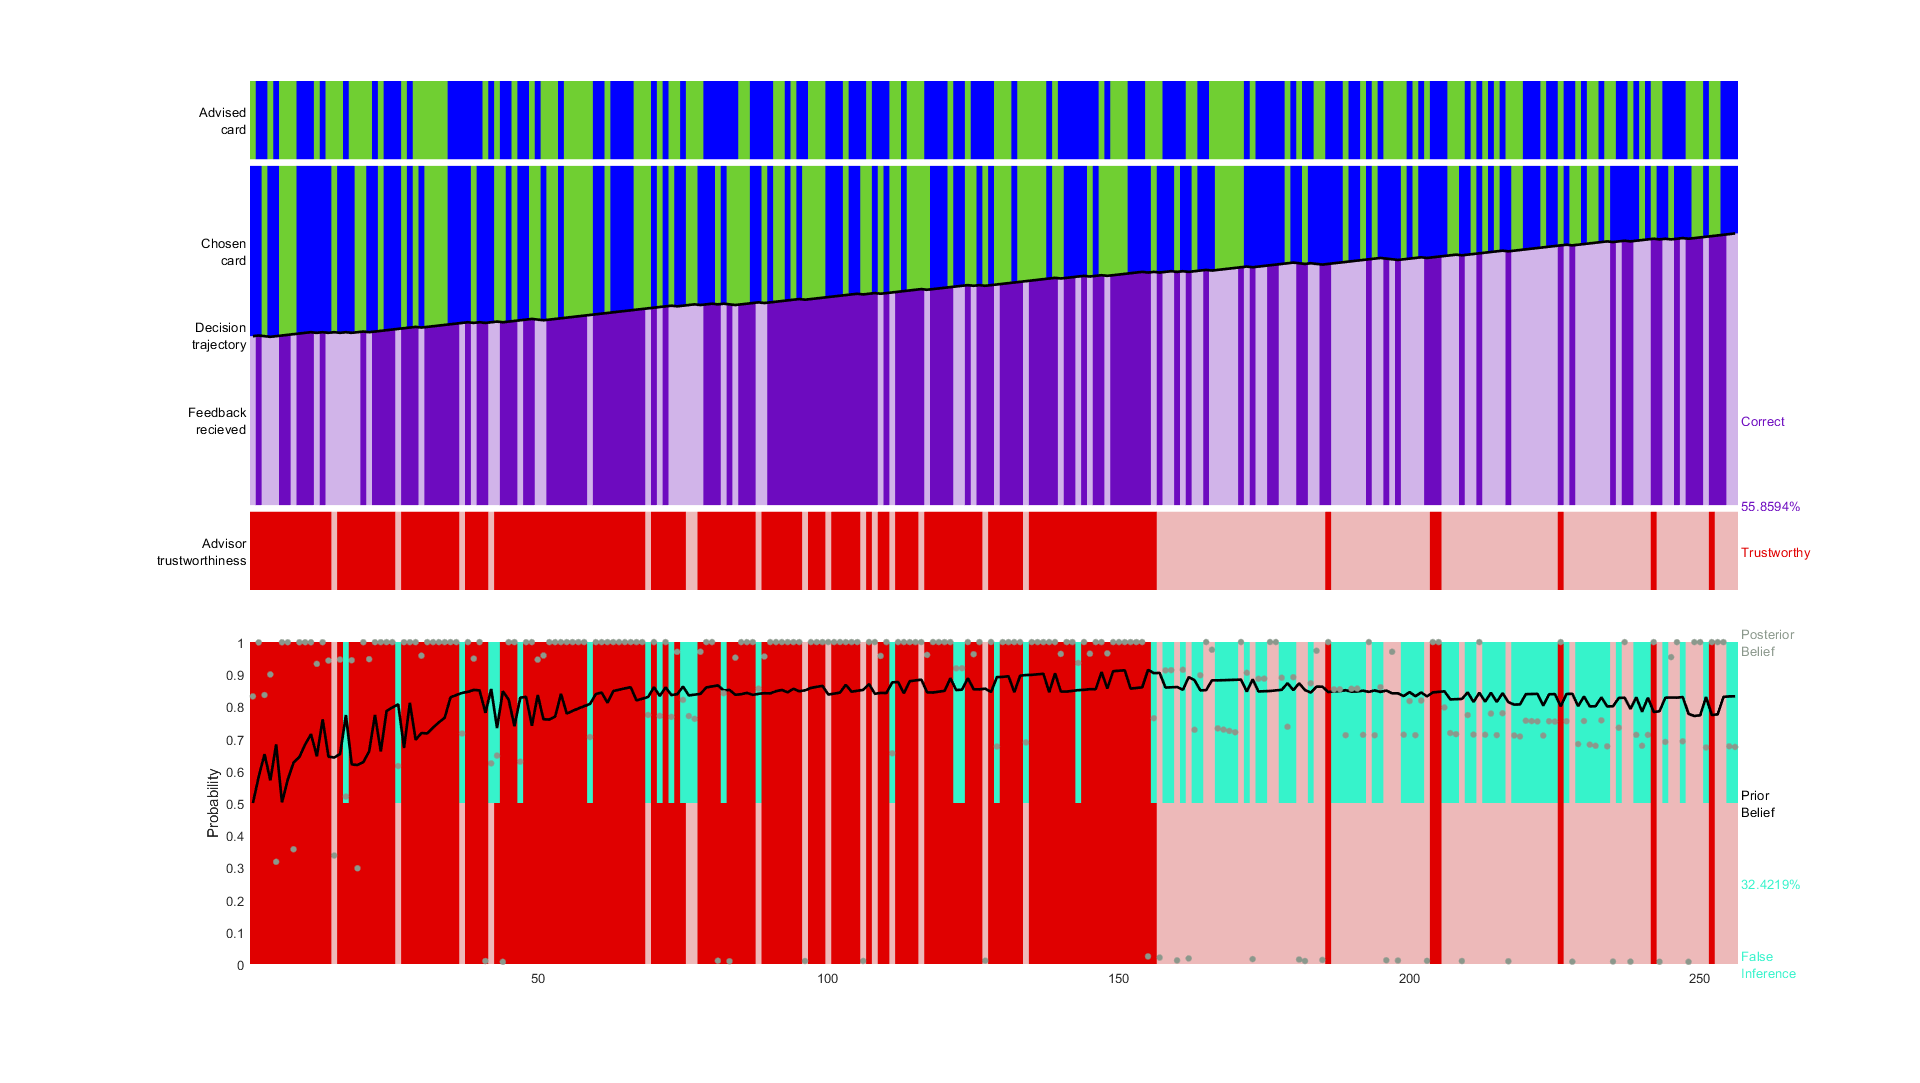 Advised
card
Chosen
card
Decision
trajectory
Feedback
recieved
Correct
55.8594%
Advisor
trustworthiness
Trustworthy
Probability
1
0.9
0.8
0.7
0.6
0.5
0.4
0.3
0.2
0.1
0
50
100
150
200
250
Posterior
Belief
Prior
Belief
32.4219%
False
Inference